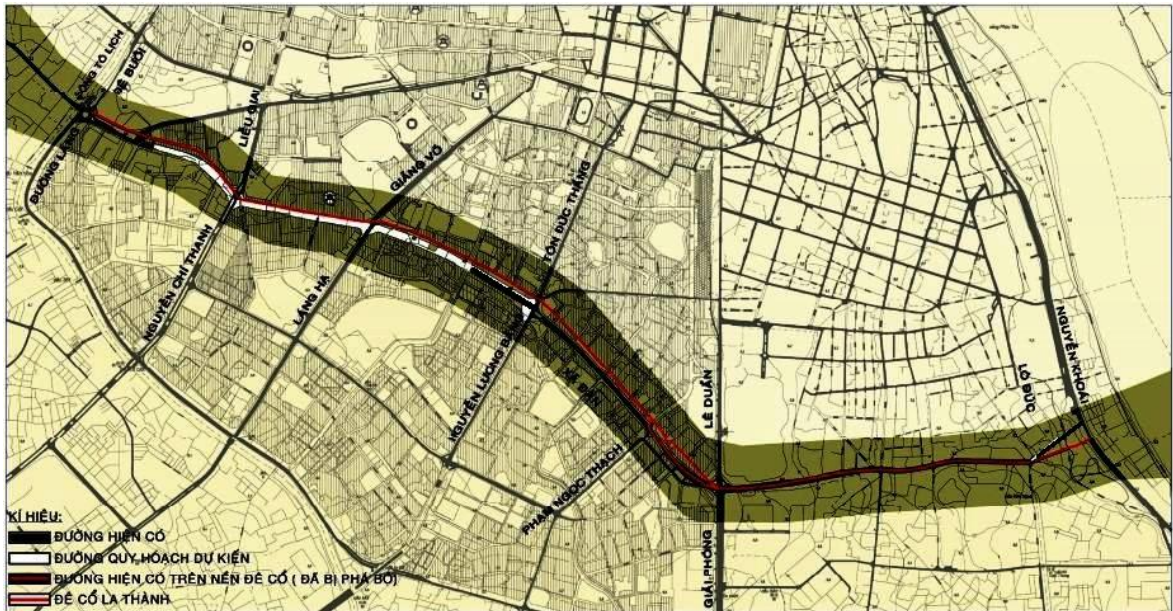 SÔNG TÔ LỊCH
ĐÊ BƯỞI
LIỄU GIAI
ĐƯỜNG LÁNG
GIẢNG VÕ
TÔN ĐỨC THẮNG
NGUYỄN CHÍ THANH
LÁNG HẠ
NGUYỄN LƯƠNG BẰNG
XÃ ĐÀN
LÊ DUẨN
LÒ ĐÚC
NGUYỄN KHOÁI
PHẠM NGỌC THẠCH
GIẢI PHÓNG
KÍ HIỆU:
ĐƯỜNG HIỆN CÓ
ĐƯỜNG QUY HOẠCH DỰ KIẾN
ĐƯỜNG HIỆN CÓ TRÊN NỀN ĐÊ CỔ ( ĐÃ BỊ PHÁ BỎ)
ĐÊ CỔ LA THÀNH